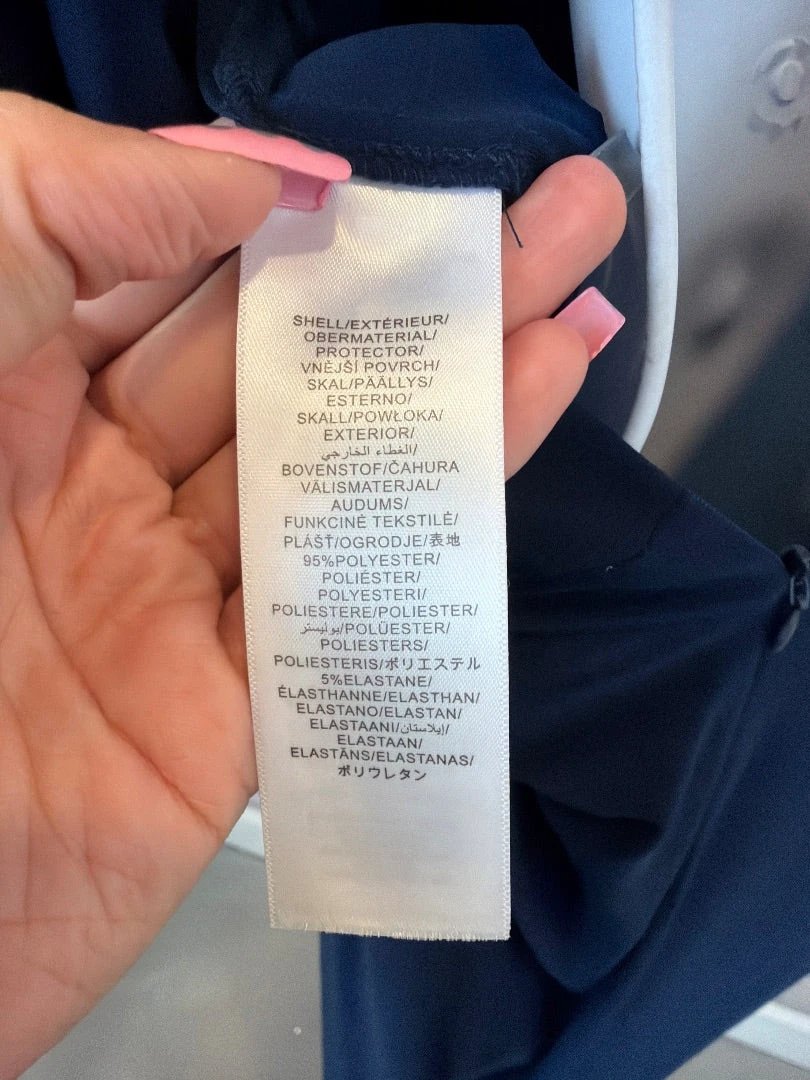 SHELL/EXTÉRIEUR/
OBERMATERIAL/
PROTECTOR/
VNĚJŠÍ POVRCH/
SKAL/PÄÄLLYS/
ESTERNO/
SKALL/POWŁOKA/
EXTERIOR/
الغطاء الخارجي/
BOVENSTOF/ČAHURA
VÄLISMATERJAL/
AUDUMS/
FUNKCINĖ TEKSTILĖ/
PLÁŠŤ/OGRODJE/表地
95%POLYESTER/
POLIÉSTER/
POLYESTERI/
POLIESTERE/POLIESTER/
بوليستر/POLÜESTER/
POLIESTERS/
POLIESTERIS/ポリエステル
5%ELASTANE/
ÉLASTHANNE/ELASTHAN/
ELASTANO/ELASTAN/
ELASTAANI/إيلاستان/
ELASTAAN/
ELASTĀNS/ELASTANAS/
ポリウレタン